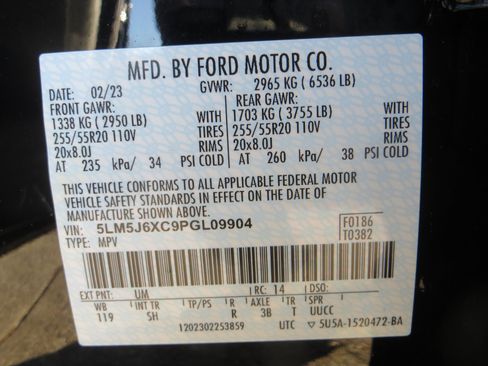 MFD. BY FORD MOTOR CO.
DATE: 02/23 GVWR: 2965 KG ( 6536 LB)
FRONT GAWR: REAR GAWR:
1338 KG ( 2950 LB) WITH 1703 KG ( 3755 LB) WITH
255/55R20 110V TIRES 255/55R20 110V TIRES
20x8.0J RIMS 20x8.0J RIMS
AT 235 kPa/ 34 PSI COLD AT 260 kPa/ 38 PSI COLD
THIS VEHICLE CONFORMS TO ALL APPLICABLE FEDERAL MOTOR
VEHICLE SAFETY STANDARDS IN EFFECT ON THE DATE OF
MANUFACTURE SHOWN ABOVE.
VIN: 5LM5J6XC9PGL09904 F0186
TYPE: MPV T0382
EXT PNT: UM RC: 14 DSO:
WB INT TR TP/PS R AXLE TR SPR
119 SH R 3B T UUCC
1202302253859 UTC ▽5U5A-1520472-BA